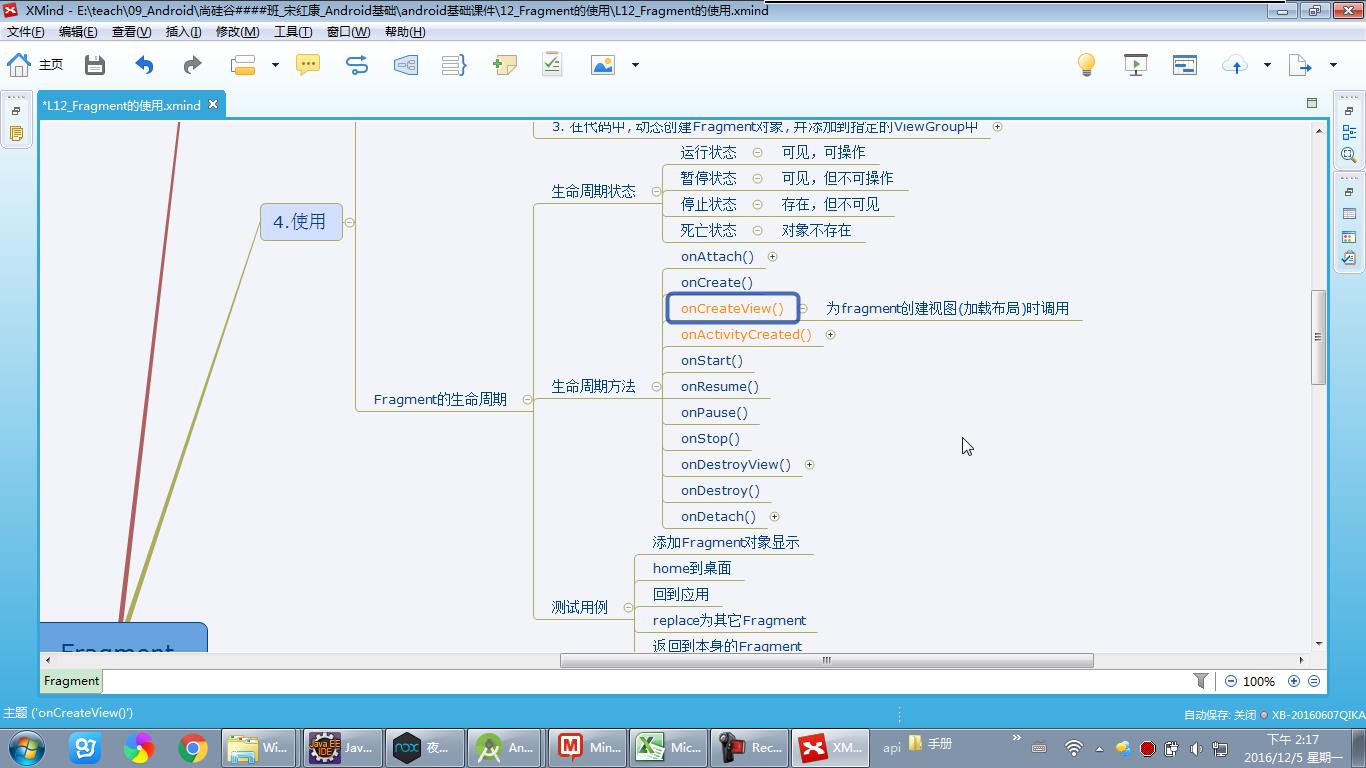 XMind - E:\teach\09_Android\尚硅谷####班_宋红康_Android基础\android基础课件\12_Fragment的使用\L12_Fragment的使用.xmind
文件(F) 编辑(E) 查看(V) 插入(I) 修改(M) 工具(T) 窗口(W) 帮助(H)
主页
*L12_Fragment的使用.xmind
3. 在代码中, 动态创建Fragment对象, 并添加到指定的ViewGroup中
运行状态 可见，可操作
生命周期状态
暂停状态 可见，但不可操作
停止状态 存在，但不可见
4.使用
死亡状态 对象不存在
onAttach()
onCreate()
onCreateView() 为fragment创建视图(加载布局)时调用
onActivityCreated()
onStart()
生命周期方法
onResume()
Fragment的生命周期
onPause()
onStop()
onDestroyView()
onDestroy()
onDetach()
添加Fragment对象显示
home到桌面
回到应用
测试用例
replace为其它Fragment
返回到本身的Fragment
Fragment
Fragment
100%
主题 ('onCreateView()')
自动保存: 关闭 XB-20160607QIKA
Wi...
Java EE IDE
Jav...
nox
夜...
An...
Min...
Mic...
Rec...
XM...
api
手册
下午 2:17
2016/12/5 星期一